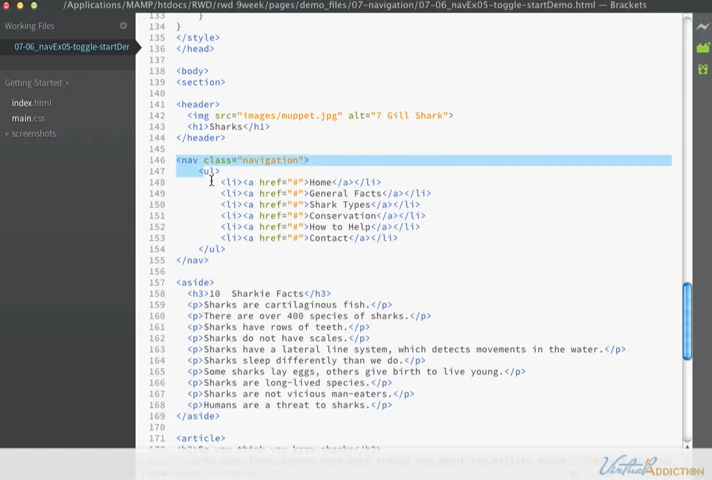 /Applications/MAMP/htdocs/RWD/rwd 9week/pages/demo_files/07-navigation/07-06_navEx05-toggle-startDemo.html — Brackets
Working Files
07-06_navEx05-toggle-startDer
Getting Started
index.html
main.css
screenshots
133 }
134 }
135 </style>
136 </head>
137
138 <body>
139 <section>
140
141 <header>
142 <img src="images/muppet.jpg" alt="7 Gill Shark">
143 <h1>Sharks</h1>
144 </header>
145
146 <nav class="navigation">
147 <ul>
148 <li><a href="#">Home</a></li>
149 <li><a href="#">General Facts</a></li>
150 <li><a href="#">Shark Types</a></li>
151 <li><a href="#">Conservation</a></li>
152 <li><a href="#">How to Help</a></li>
153 <li><a href="#">Contact</a></li>
154 </ul>
155 </nav>
156
157 <aside>
158 <h3>10  Sharkie Facts</h3>
159 <p>Sharks are cartilaginous fish.</p>
160 <p>There are over 400 species of sharks.</p>
161 <p>Sharks have rows of teeth.</p>
162 <p>Sharks do not have scales.</p>
163 <p>Sharks have a lateral line system, which detects movements in the water.</p>
164 <p>Sharks sleep differently than we do.</p>
165 <p>Some sharks lay eggs, others give birth to live young.</p>
166 <p>Sharks are long-lived species.</p>
167 <p>Sharks are not vicious man-eaters.</p>
168 <p>Humans are a threat to sharks.</p>
169 </aside>
170
171 <article>
VirtualADDICTION